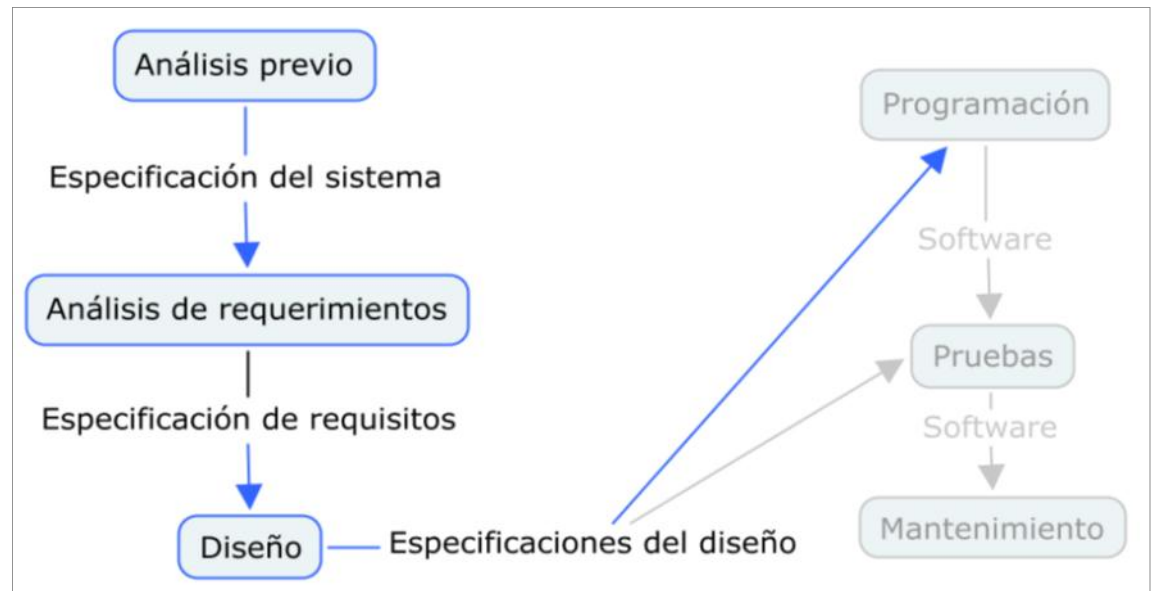 Análisis previo
Especificación del sistema
Análisis de requerimientos
Especificación de requisitos
Diseño
Especificaciones del diseño
Programación
Software
Pruebas
Software
Mantenimiento